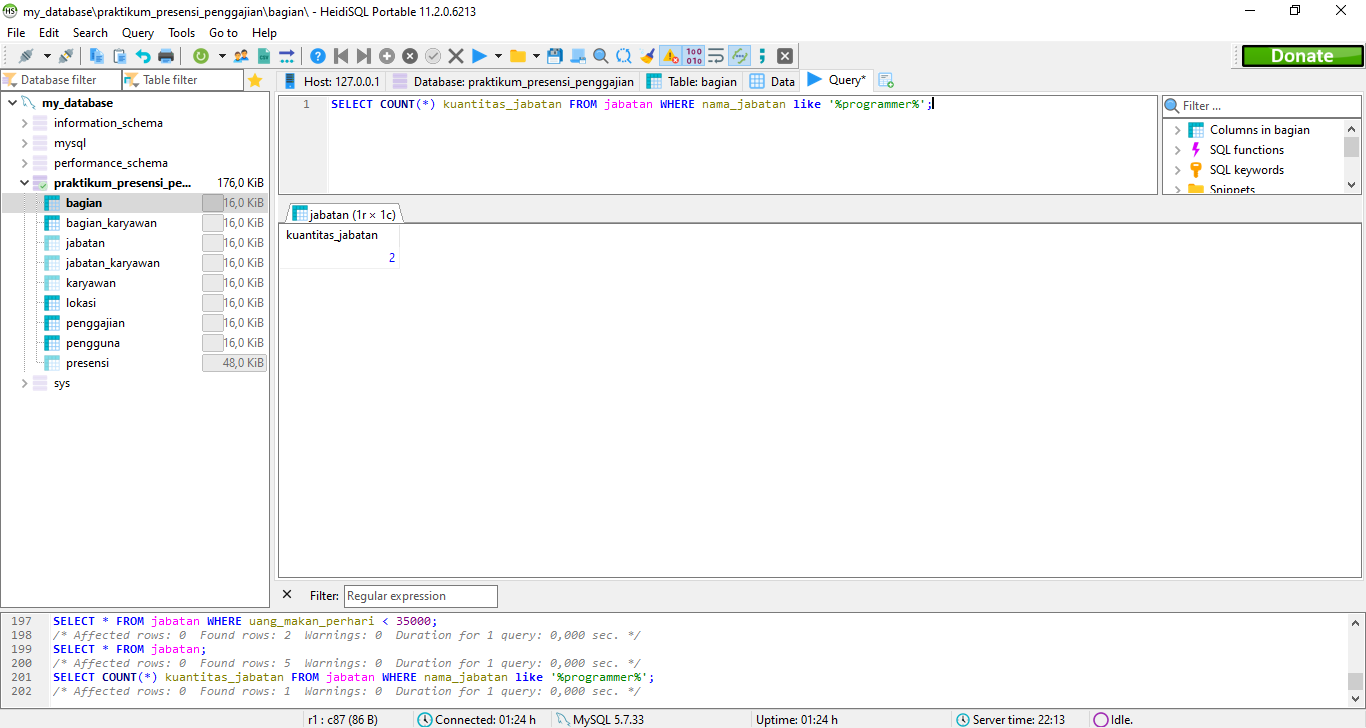 my_database\praktikum_presensi_penggajian\bagian\ - HeidiSQL Portable 11.2.0.6213
File Edit Search Query Tools Go to Help
Donate
Database filter Table filter
Host: 127.0.0.1 Database: praktikum_presensi_penggajian Table: bagian Data Query*
my_database
information_schema
mysql
performance_schema
praktikum_presensi_pe... 176,0 KiB
bagian 16,0 KiB
bagian_karyawan 16,0 KiB
jabatan 16,0 KiB
jabatan_karyawan 16,0 KiB
karyawan 16,0 KiB
lokasi 16,0 KiB
penggajian 16,0 KiB
pengguna 16,0 KiB
presensi 48,0 KiB
sys
1 SELECT COUNT(*) kuantitas_jabatan FROM jabatan WHERE nama_jabatan like '%programmer%';
Filter ...
Columns in bagian
SQL functions
SQL keywords
Snippets
jabatan (1r × 1c)
kuantitas_jabatan
2
Filter: Regular expression
197 SELECT * FROM jabatan WHERE uang_makan_perhari < 35000;
198 /* Affected rows: 0 Found rows: 2 Warnings: 0 Duration for 1 query: 0,000 sec. */
199 SELECT * FROM jabatan;
200 /* Affected rows: 0 Found rows: 5 Warnings: 0 Duration for 1 query: 0,000 sec. */
201 SELECT COUNT(*) kuantitas_jabatan FROM jabatan WHERE nama_jabatan like '%programmer%';
202 /* Affected rows: 0 Found rows: 1 Warnings: 0 Duration for 1 query: 0,000 sec. */
r1 : c87 (86 B) Connected: 01:24 h MySQL 5.7.33 Uptime: 01:24 h Server time: 22:13 Idle.